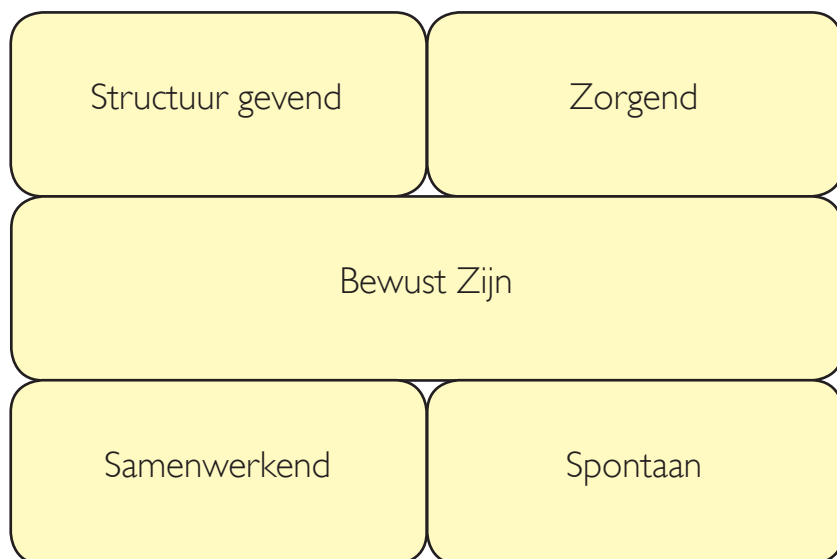 Structuur gevend
Zorgend
Bewust Zijn
Samenwerkend
Spontaan